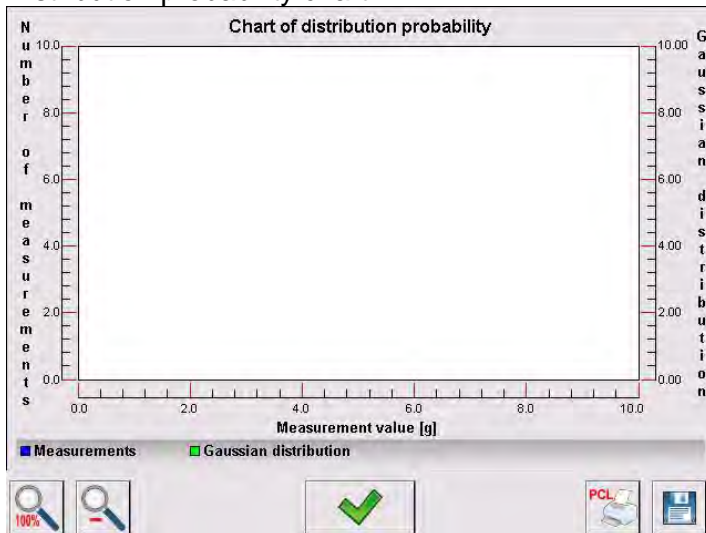 Chart of distribution probability
Number of measurements
10.0
8.0
6.0
4.0
2.0
0.0
10.00
8.00
6.00
4.00
2.00
0.00
Gaussian distribution
0.0 2.0 4.0 6.0 8.0 10.0
Measurement value [g]
Measurements Gaussian distribution
100%
PCL